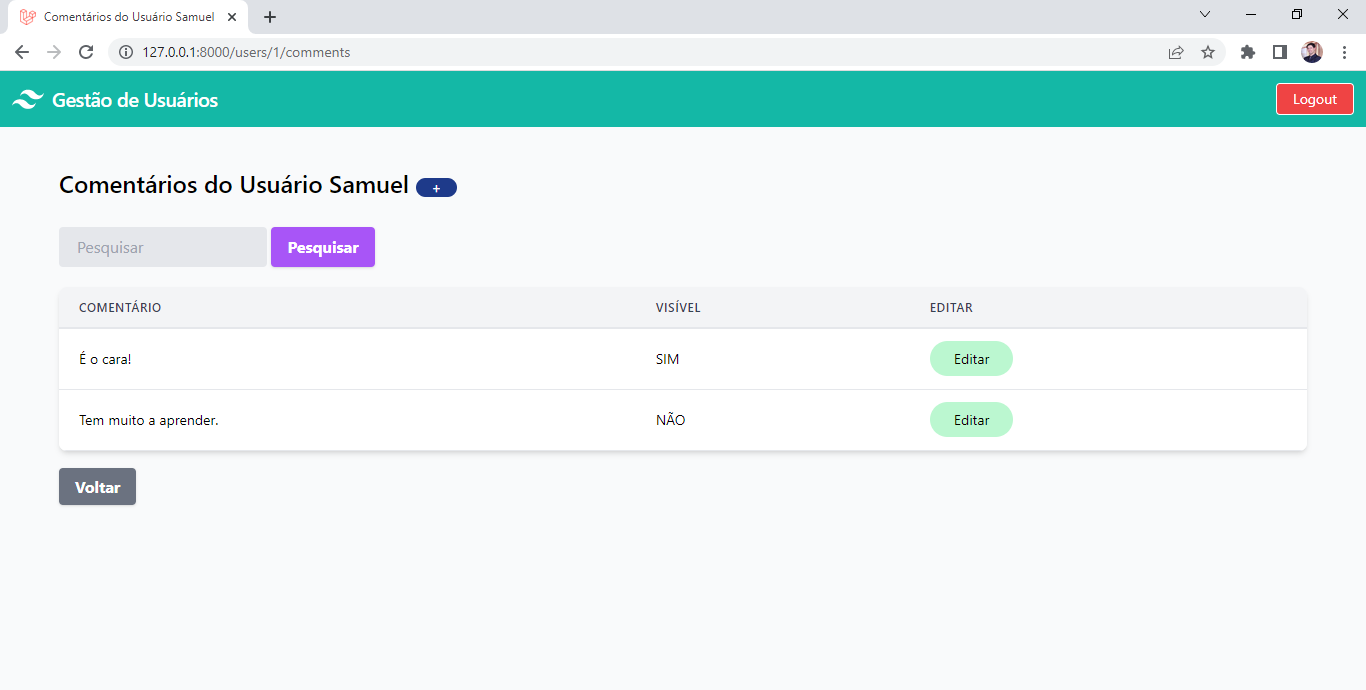 Comentários do Usuário Samuel
127.0.0.1:8000/users/1/comments
Gestão de Usuários
Logout
Comentários do Usuário Samuel +
Pesquisar Pesquisar
COMENTÁRIO VISÍVEL EDITAR
É o cara! SIM Editar
Tem muito a aprender. NÃO Editar
Voltar